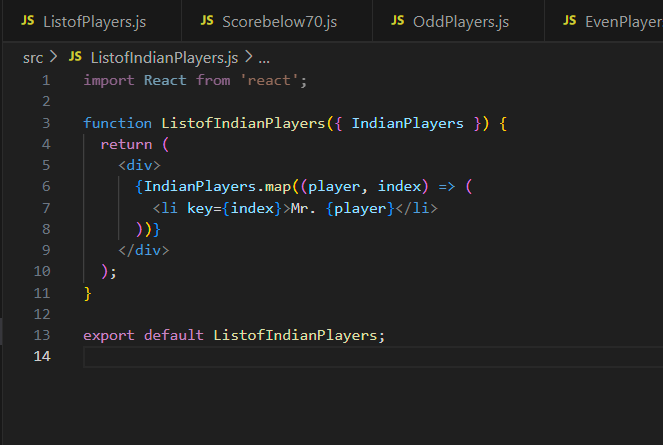 JS ListofPlayers.js JS Scorebelow70.js JS OddPlayers.js JS EvenPlayer
src > JS ListofIndianPlayers.js > ...
1 import React from 'react';
2
3 function ListofIndianPlayers({ IndianPlayers }) {
4 return (
5 <div>
6 {IndianPlayers.map((player, index) => (
7 <li key={index}>Mr. {player}</li>
8 ))}
9 </div>
10 );
11 }
12
13 export default ListofIndianPlayers;
14